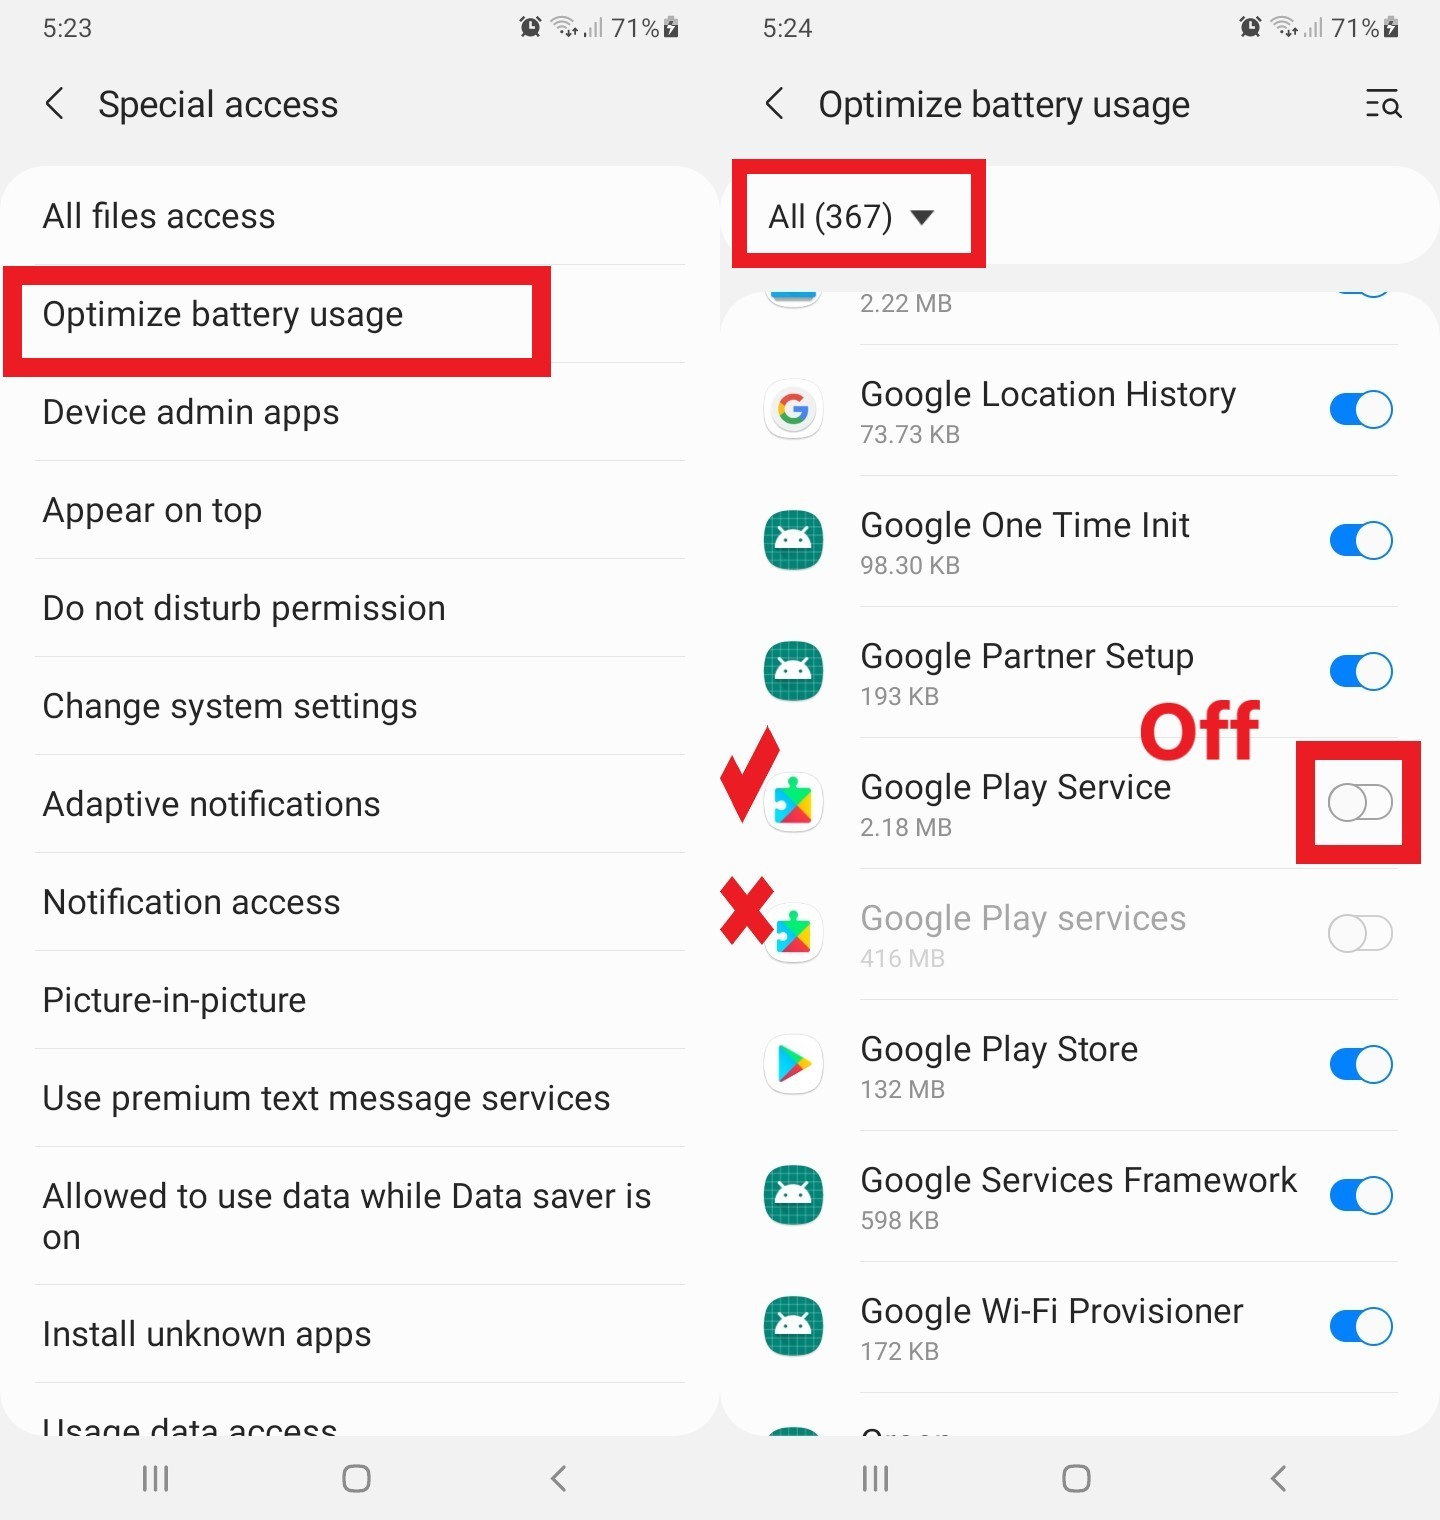 5:23
71%
Special access
All files access
Optimize battery usage
Device admin apps
Appear on top
Do not disturb permission
Change system settings
Adaptive notifications
Notification access
Picture-in-picture
Use premium text message services
Allowed to use data while Data saver is
on
Install unknown apps
Usage data access
5:24
71%
Optimize battery usage
All (367)
2.22 MB
Google Location History
73.73 KB
Google One Time Init
98.30 KB
Google Partner Setup
193 KB
Off
Google Play Service
2.18 MB
Google Play services
416 MB
Google Play Store
132 MB
Google Services Framework
598 KB
Google Wi-Fi Provisioner
172 KB